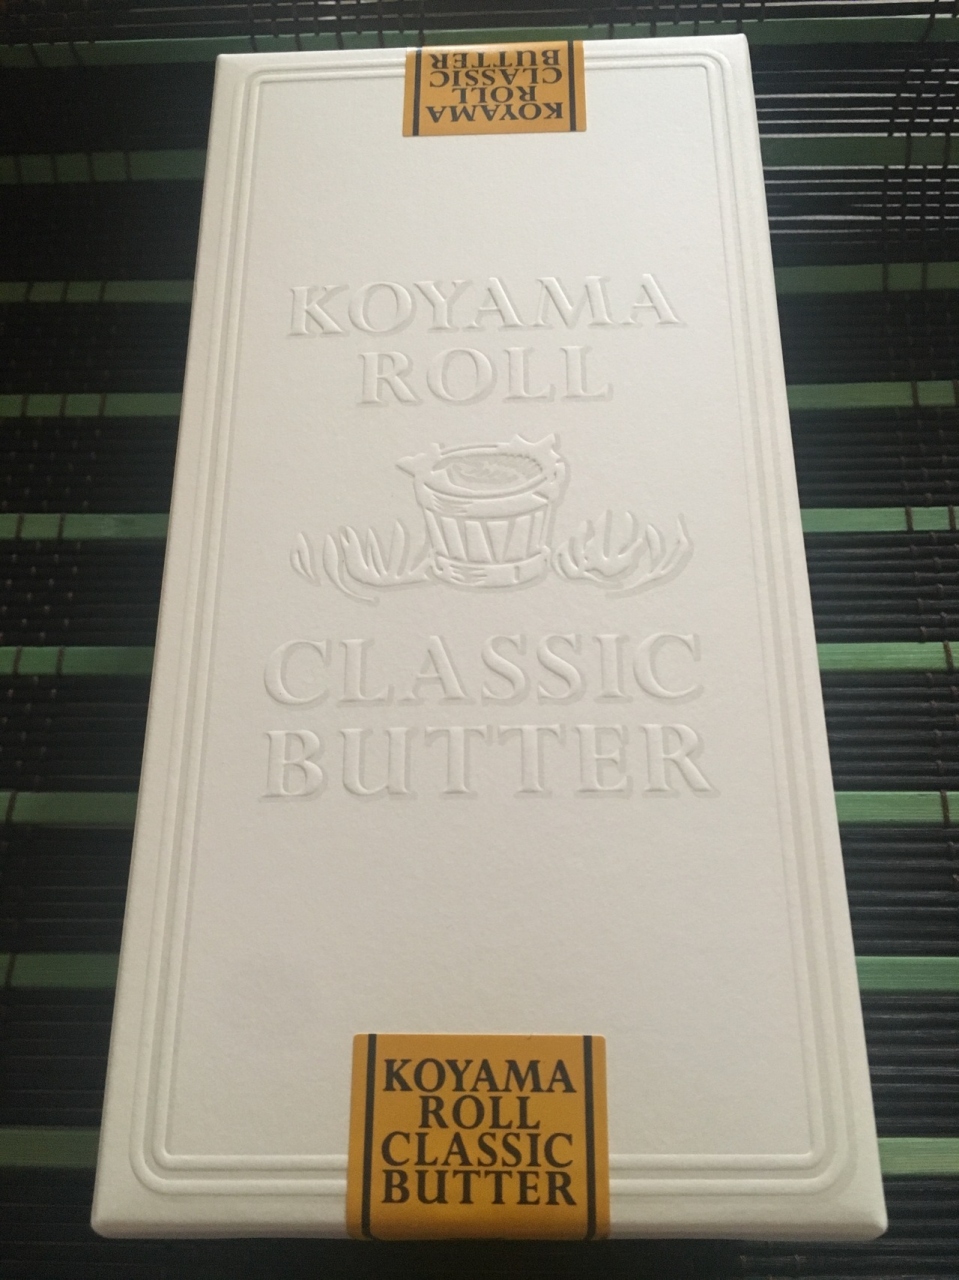 KOYAMA
ROLL
CLASSIC
BUTTER
KOYAMA
ROLL
CLASSIC
BUTTER
KOYAMA
ROLL
CLASSIC
BUTTER